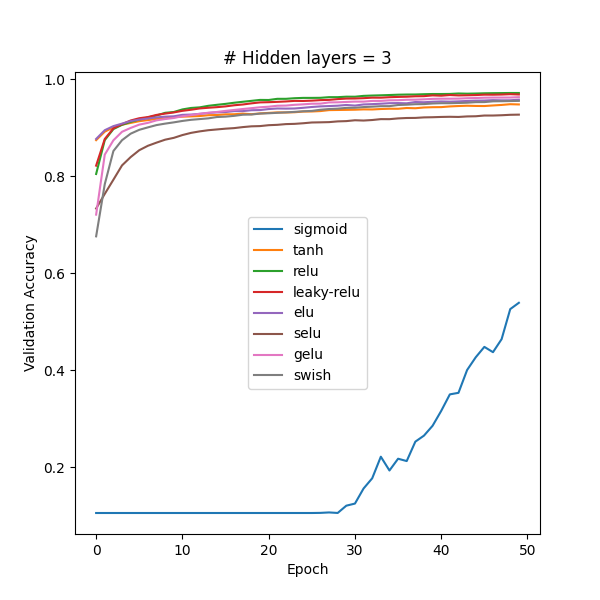 # Hidden layers = 3
1.0
0.8
0.6
0.4
0.2
Validation Accuracy
sigmoid
tanh
relu
leaky-relu
elu
selu
gelu
swish
0 10 20 30 40 50
Epoch